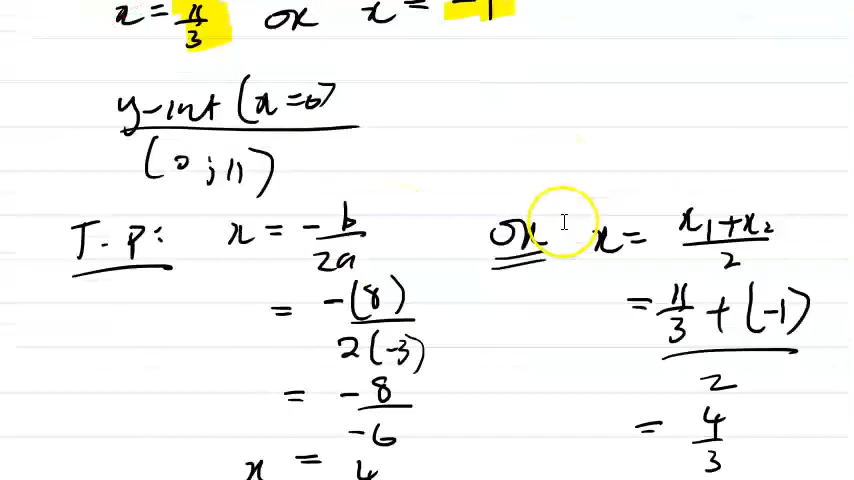 x = 11/3 or x = -1
y-int (x=0)
(0 ; 11)
T.P: x = -b/2a
= -(8)/2(-3)
= -8/-6
x = 4
or x = x₁+x₂/2
= 11/3 + (-1)/2
= 4/3